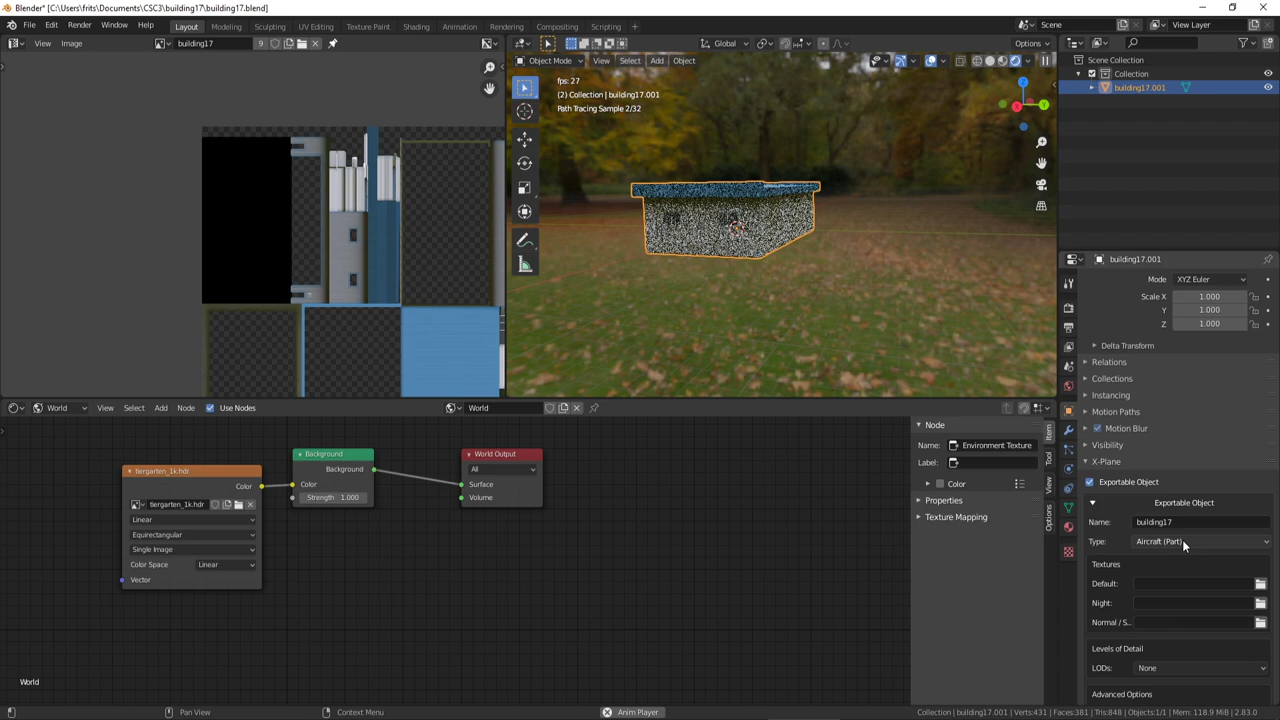 Blender* [C:\Users\frits\Documents\CSC3\building17\building17.blend]
File Edit Render Window Help Layout Modeling Sculpting UV Editing Texture Paint Shading Animation Rendering Compositing Scripting + Scene View Layer
View Image building17 9
Global Options
Object Mode View Select Add Object
fps: 27
(2) Collection | building17.001
Path Tracing Sample 2/32
Z
Y
X
Scene Collection
Collection
building17.001
building17.001
Mode XYZ Euler
Scale X 1.000
Y 1.000
Z 1.000
Delta Transform
Relations
Collections
Instancing
Motion Paths
Motion Blur
Visibility
X-Plane
Exportable Object
Exportable Object
Name: building17
Type: Aircraft (Part)
Textures
Default:
Night:
Normal / S..
Levels of Detail
LODs: None
Advanced Options
World View Select Add Node Use Nodes World
tiergarten_1k.hdr
Color
tiergarten_1k.hdr
Linear
Equirectangular
Single Image
Color Space Linear
Vector
Background
Background
Color
Strength 1.000
World Output
All
Surface
Volume
Node
Name: Environment Texture
Label:
Color
Properties
Texture Mapping
Item
Tool
View
Options
World
Pan View Context Menu Anim Player Collection | building17.001 | Verts:431 | Faces:381 | Tris:848 | Objects:1/1 | Mem: 118.9 MiB | 2.83.0